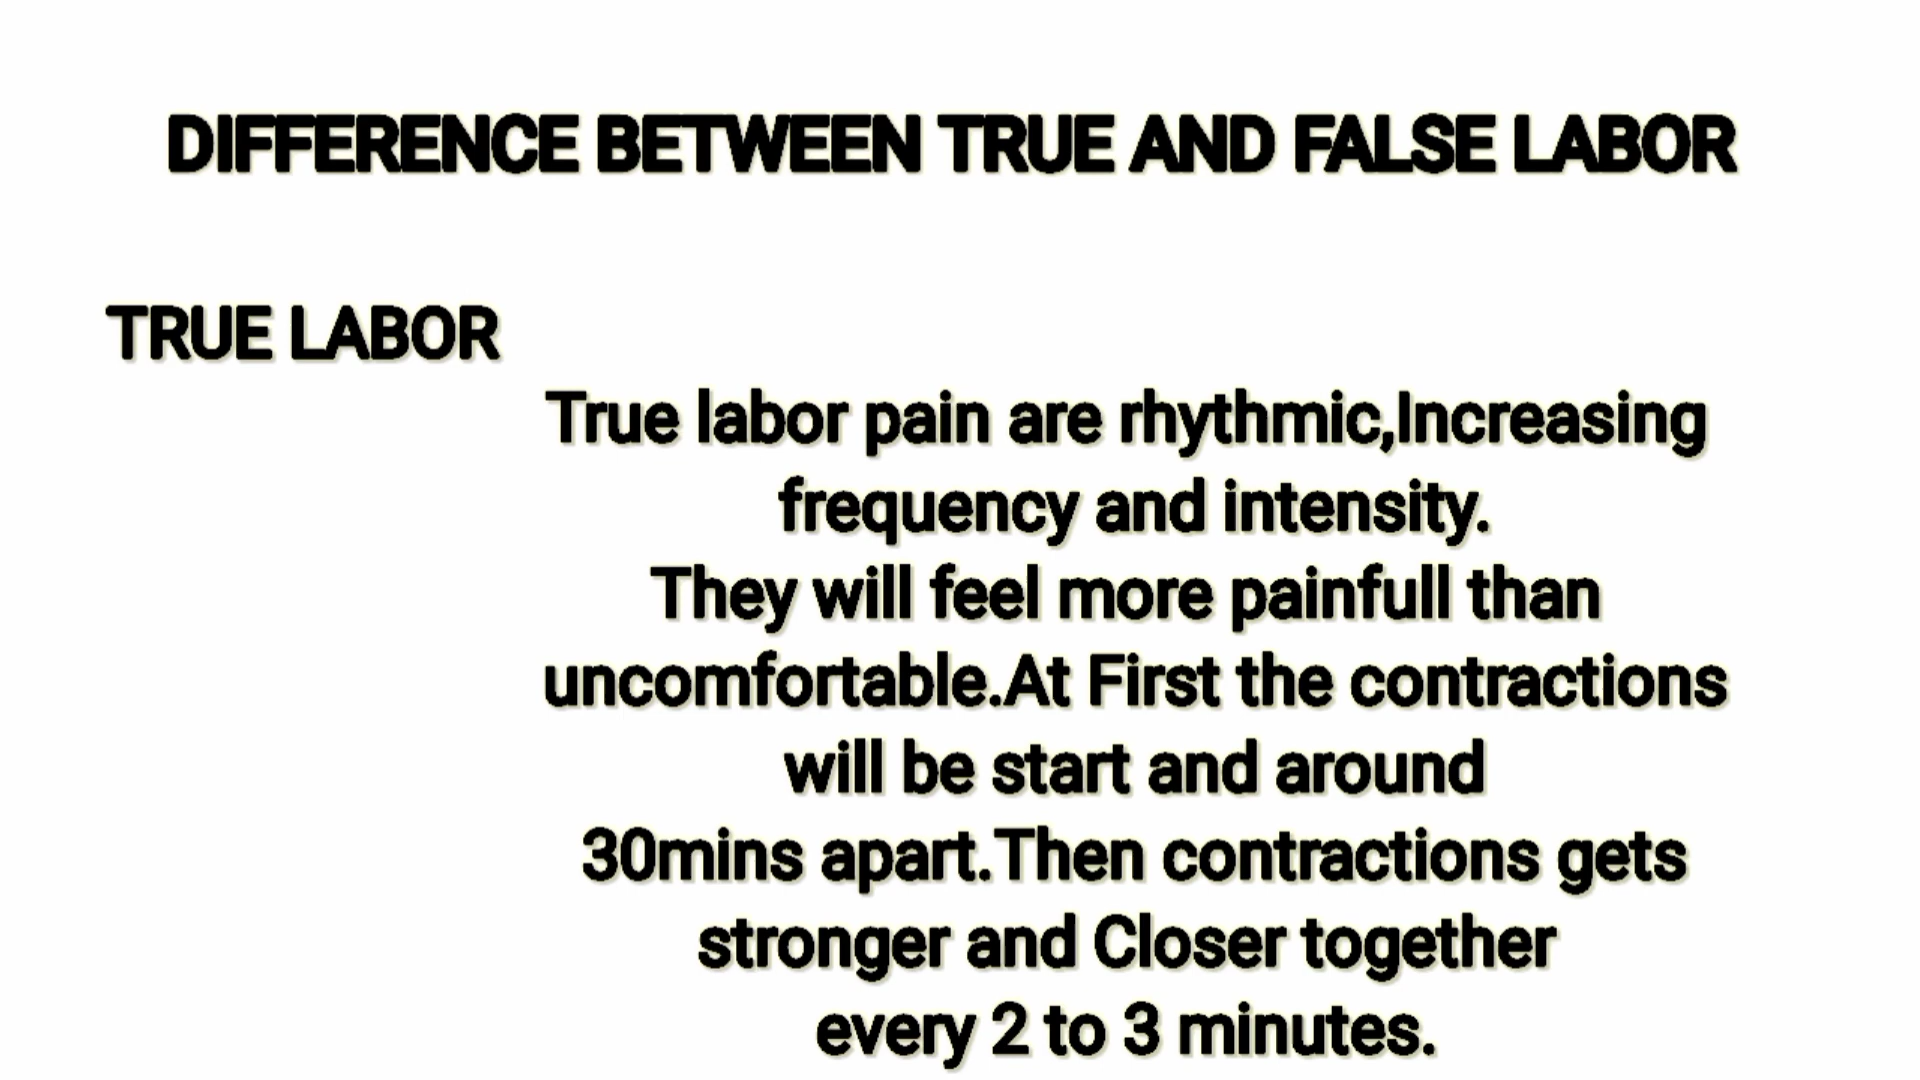 DIFFERENCE BETWEEN TRUE AND FALSE LABOR
TRUE LABOR
True labor pain are rhythmic,Increasing
frequency and intensity.
They will feel more painfull than
uncomfortable.At First the contractions
will be start and around
30mins apart.Then contractions gets
stronger and Closer together
every 2 to 3 minutes.